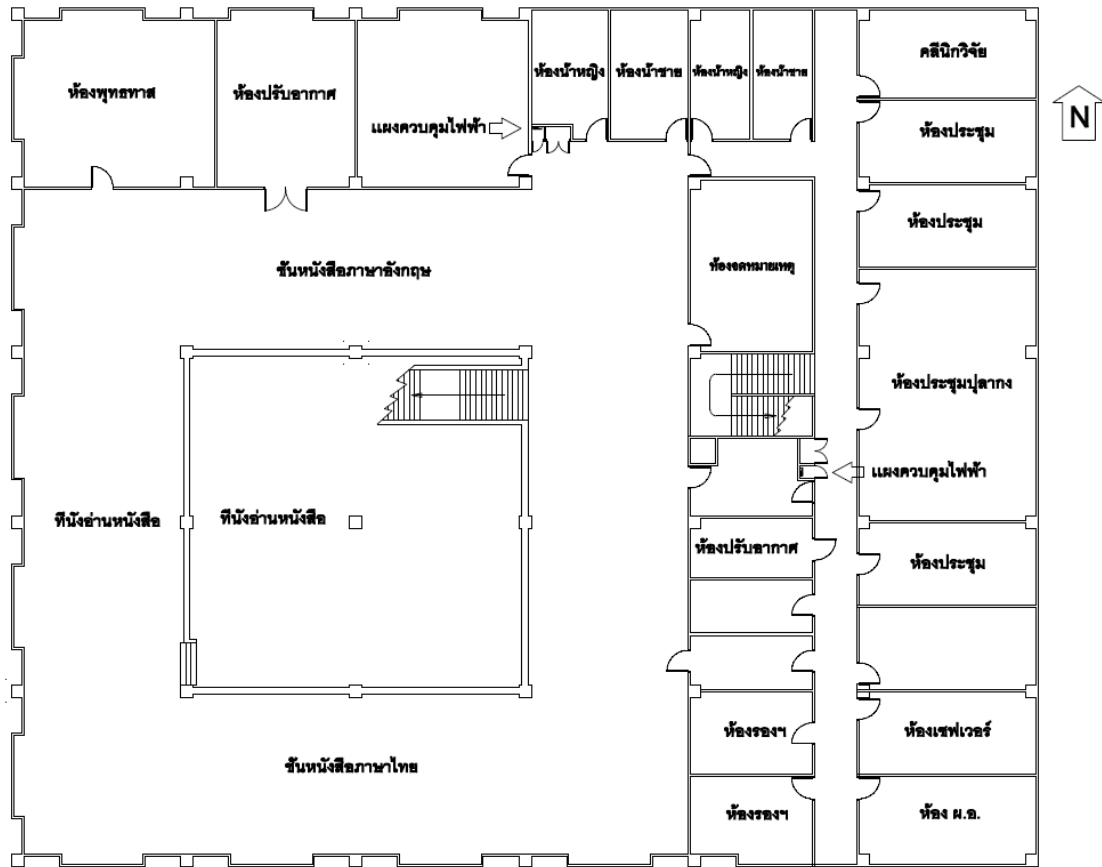 คลีนิกวิจัย
ห้องน้ำหญิง
ห้องน้ำชาย
ห้องน้ำหญิง
ห้องน้ำชาย
ห้องพุทธทาส
ห้องปรับอากาศ
N
แผงควบคุมไฟฟ้า
ห้องประชุม
ห้องประชุม
ชั้นหนังสือภาษาอังกฤษ
ห้องจดหมายเหตุ
ห้องประชุมปุลากง
แผงควบคุมไฟฟ้า
ที่นั่งอ่านหนังสือ
ที่นั่งอ่านหนังสือ
ห้องปรับอากาศ
ห้องประชุม
ห้องรองฯ
ห้องเซฟเวอร์
ชั้นหนังสือภาษาไทย
ห้องรองฯ
ห้อง ผ.อ.